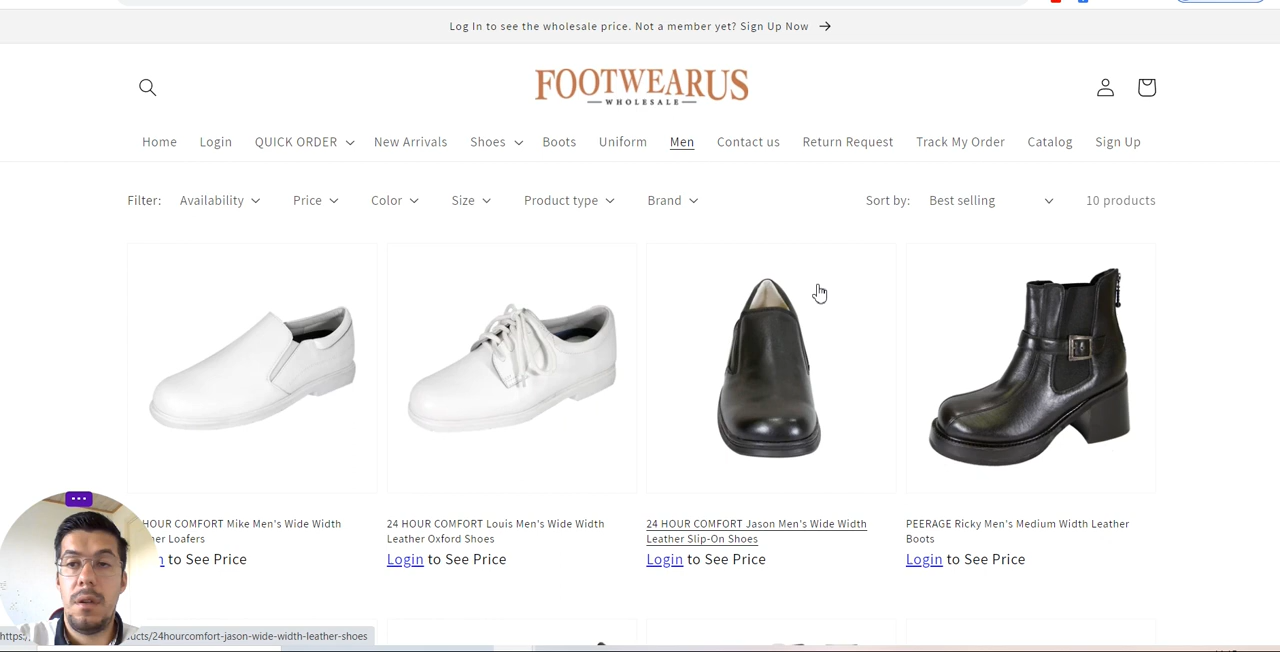 Log In to see the wholesale price. Not a member yet? Sign Up Now →
FOOTWEARUS
WHOLESALE
Home Login QUICK ORDER New Arrivals Shoes Boots Uniform Men Contact us Return Request Track My Order Catalog Sign Up
Filter: Availability Price Color Size Product type Brand Sort by: Best selling 10 products
HOUR COMFORT Mike Men's Wide Width
Loafers
to See Price
24 HOUR COMFORT Louis Men's Wide Width
Leather Oxford Shoes
Login to See Price
24 HOUR COMFORT Jason Men's Wide Width
Leather Slip-On Shoes
Login to See Price
PEERAGE Ricky Men's Medium Width Leather
Boots
Login to See Price
https:/ ucts/24hourcomfort-jason-wide-width-leather-shoes